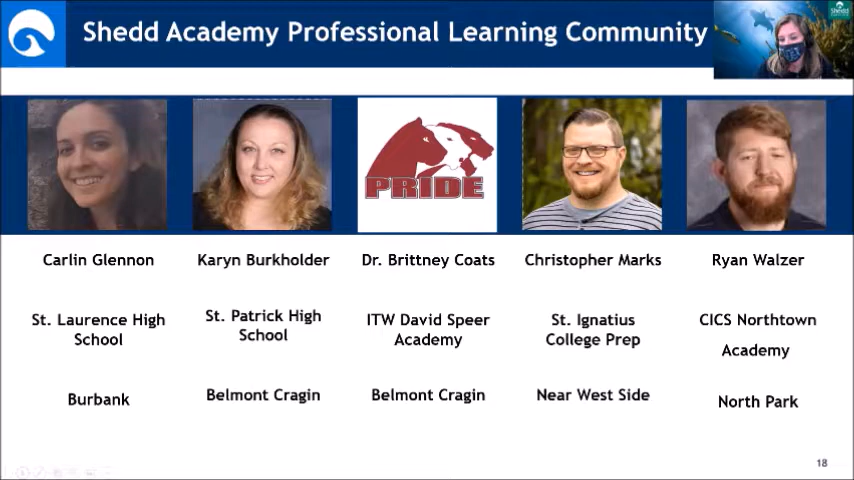 Shedd Academy Professional Learning Community
Shedd
PRIDE
Carlin Glennon
Karyn Burkholder
Dr. Brittney Coats
Christopher Marks
Ryan Walzer
St. Laurence High
School
St. Patrick High
School
ITW David Speer
Academy
St. Ignatius
College Prep
CICS Northtown
Academy
Burbank
Belmont Cragin
Belmont Cragin
Near West Side
North Park
18